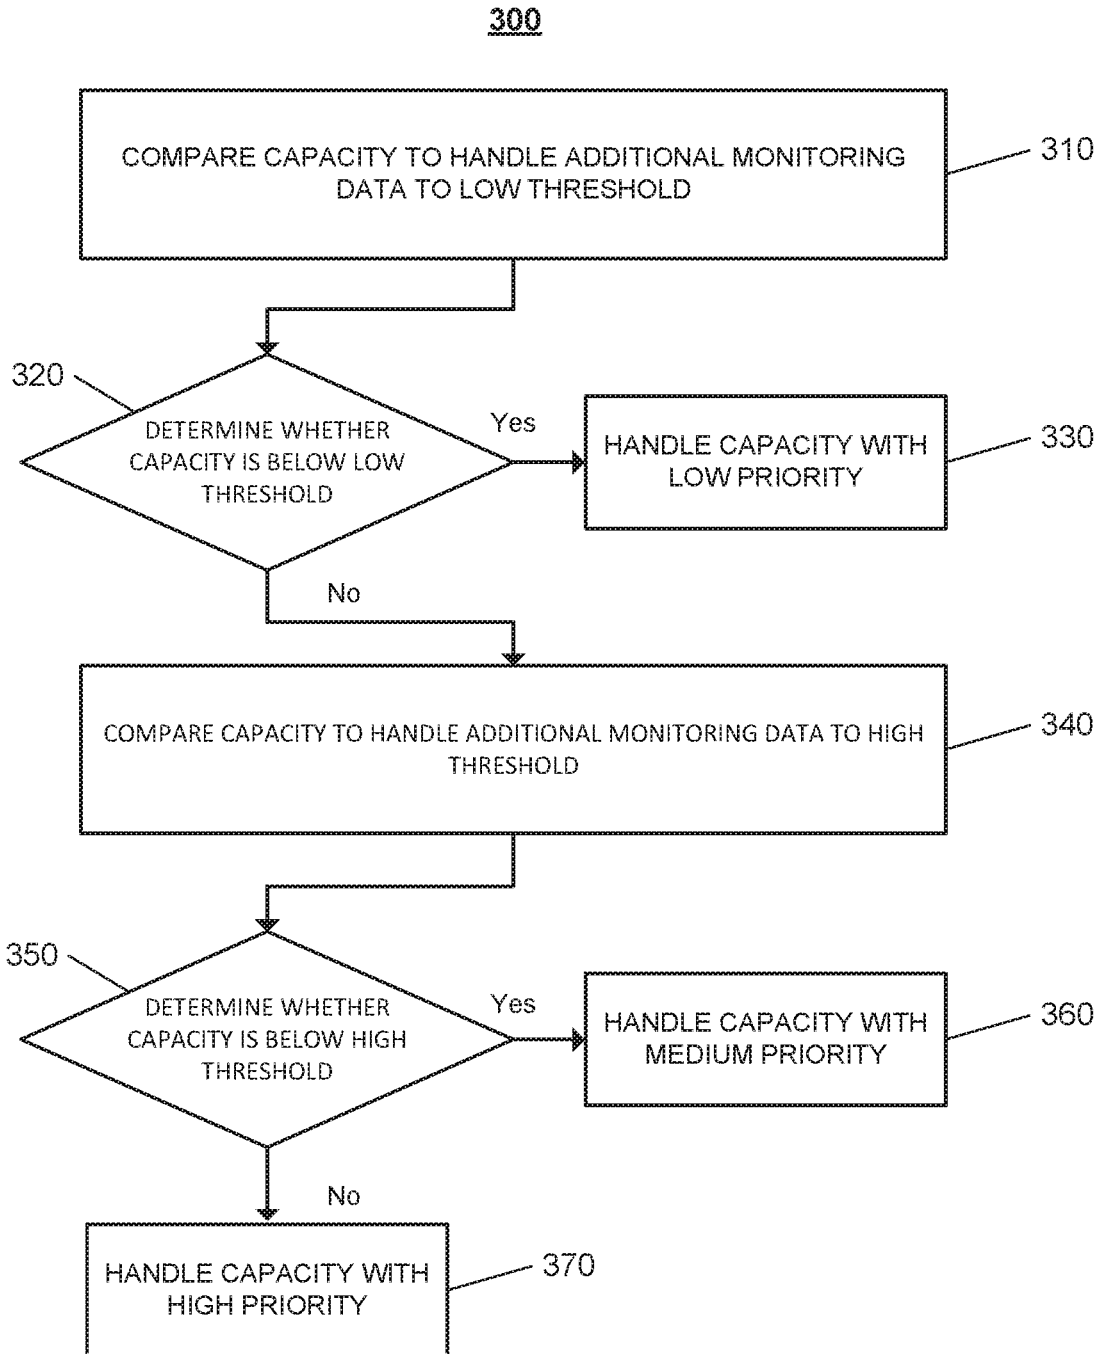 300
COMPARE CAPACITY TO HANDLE ADDITIONAL MONITORING
DATA TO LOW THRESHOLD
310
320
DETERMINE WHETHER
CAPACITY IS BELOW LOW
THRESHOLD
Yes
HANDLE CAPACITY WITH
LOW PRIORITY
330
No
COMPARE CAPACITY TO HANDLE ADDITIONAL MONITORING DATA TO HIGH
THRESHOLD
340
350
DETERMINE WHETHER
CAPACITY IS BELOW HIGH
THRESHOLD
Yes
HANDLE CAPACITY WITH
MEDIUM PRIORITY
360
No
HANDLE CAPACITY WITH
HIGH PRIORITY
370